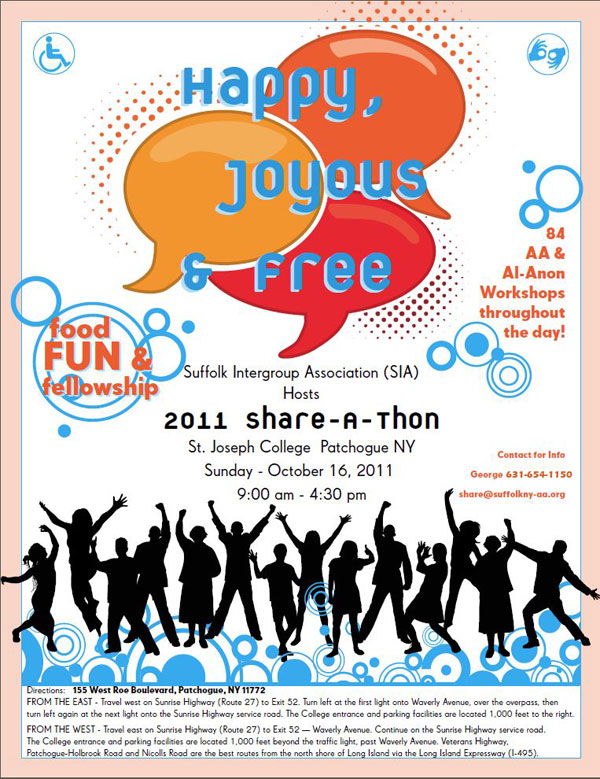 Happy,
Joyous
& Free
84
AA &
Al-Anon
Workshops
throughout
the day!
food
FUN &
fellowship
Suffolk Intergroup Association (SIA)
Hosts
2011 Share-A-Thon
St. Joseph College Patchogue NY
Sunday - October 16, 2011
9:00 am - 4:30 pm
Contact for Info
George 631-654-1150
share@suffolkny-aa.org
Directions: 155 West Roe Boulevard, Patchogue, NY 11772
FROM THE EAST - Travel west on Sunrise Highway (Route 27) to Exit 52. Turn left at the first light onto Waverly Avenue, over the overpass, then
turn left again at the next light onto the Sunrise Highway service road. The College entrance and parking facilities are located 1,000 feet to the right.
FROM THE WEST - Travel east on Sunrise Highway (Route 27) to Exit 52 — Waverly Avenue. Continue on the Sunrise Highway service road.
The College entrance and parking facilities are located 1,000 feet beyond the traffic light, past Waverly Avenue. Veterans Highway,
Patchogue-Holbrook Road and Nicolls Road are the best routes from the north shore of Long Island via the Long Island Expressway (I-495).